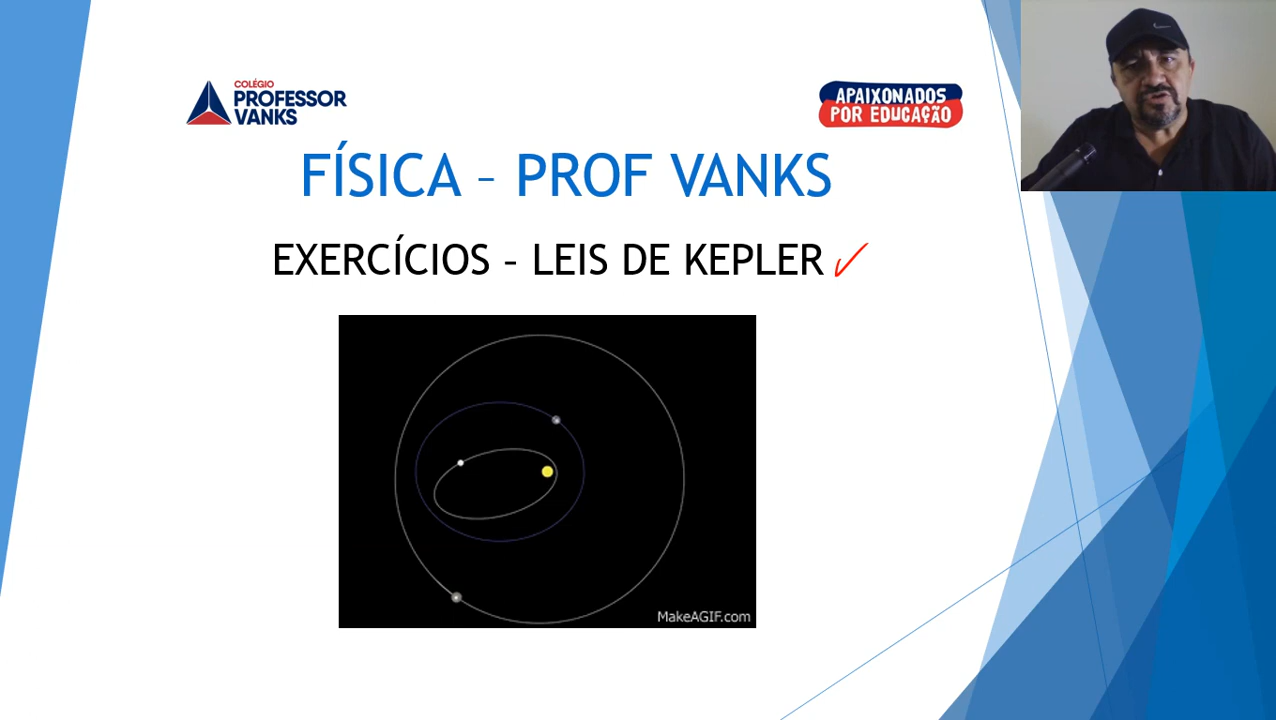 COLÉGIO
PROFESSOR
VANKS
APAIXONADOS
POR EDUCAÇÃO
FÍSICA – PROF VANKS
EXERCÍCIOS – LEIS DE KEPLER
MakeAGIF.com